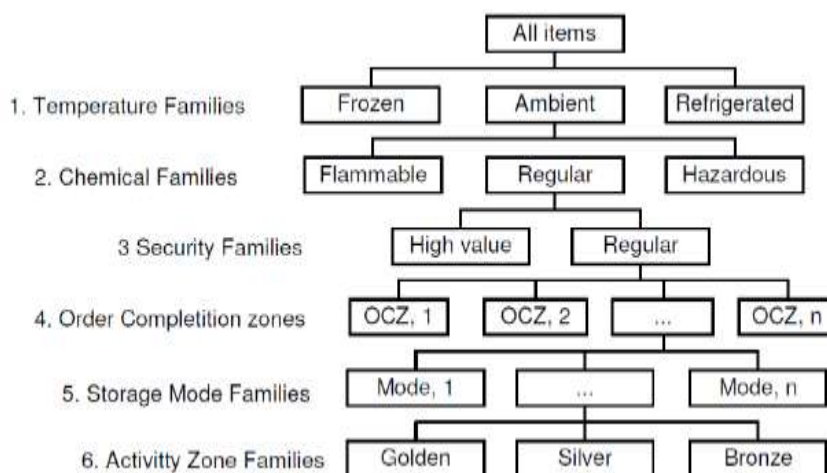 All items
1. Temperature Families Frozen Ambient Refrigerated
2. Chemical Families Flammable Regular Hazardous
3 Security Families High value Regular
4. Order Completition zones OCZ, 1 OCZ, 2 ... OCZ, n
5. Storage Mode Families Mode, 1 ... Mode, n
6. Activitty Zone Families Golden Silver Bronze